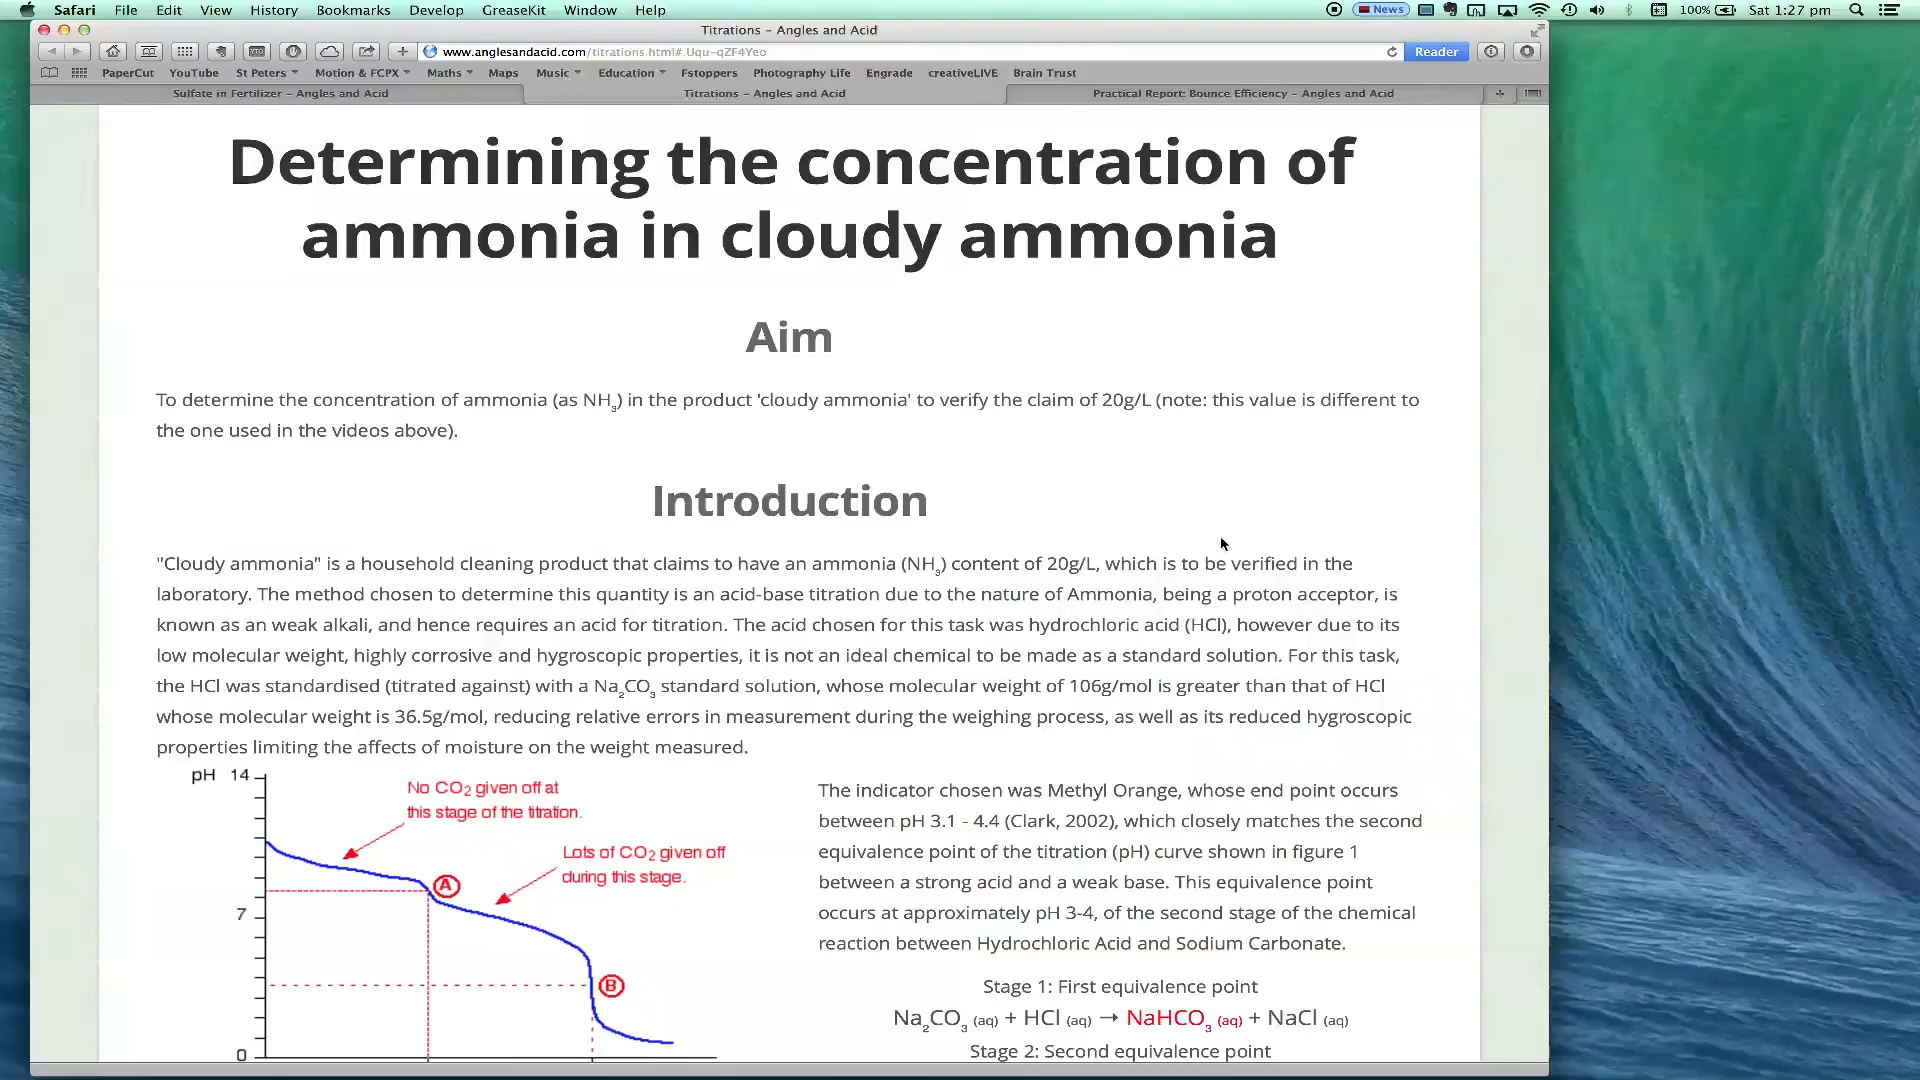 Safari File Edit View History Bookmarks Develop GreaseKit Window Help News 100% Sat 1:27 pm
Titrations – Angles and Acid
www.anglesandacid.com/titrations.html#.Uqu-qZF4Yeo Reader
PaperCut YouTube St Peters Motion & FCPX Maths Maps Music Education Fstoppers Photography Life Engrade creativeLIVE Brain Trust
Sulfate in Fertilizer – Angles and Acid Titrations – Angles and Acid Practical Report: Bounce Efficiency – Angles and Acid
Determining the concentration of
ammonia in cloudy ammonia
Aim
To determine the concentration of ammonia (as NH₃) in the product 'cloudy ammonia' to verify the claim of 20g/L (note: this value is different to
the one used in the videos above).
Introduction
"Cloudy ammonia" is a household cleaning product that claims to have an ammonia (NH₃) content of 20g/L, which is to be verified in the
laboratory. The method chosen to determine this quantity is an acid-base titration due to the nature of Ammonia, being a proton acceptor, is
known as an weak alkali, and hence requires an acid for titration. The acid chosen for this task was hydrochloric acid (HCl), however due to its
low molecular weight, highly corrosive and hygroscopic properties, it is not an ideal chemical to be made as a standard solution. For this task,
the HCl was standardised (titrated against) with a Na₂CO₃ standard solution, whose molecular weight of 106g/mol is greater than that of HCl
whose molecular weight is 36.5g/mol, reducing relative errors in measurement during the weighing process, as well as its reduced hygroscopic
properties limiting the affects of moisture on the weight measured.
pH 14
No CO₂ given off at
this stage of the titration.
Lots of CO₂ given off
during this stage.
A
7
B
0
The indicator chosen was Methyl Orange, whose end point occurs
between pH 3.1 - 4.4 (Clark, 2002), which closely matches the second
equivalence point of the titration (pH) curve shown in figure 1
between a strong acid and a weak base. This equivalence point
occurs at approximately pH 3-4, of the second stage of the chemical
reaction between Hydrochloric Acid and Sodium Carbonate.
Stage 1: First equivalence point
Na₂CO₃ (aq) + HCl (aq) → NaHCO₃ (aq) + NaCl (aq)
Stage 2: Second equivalence point